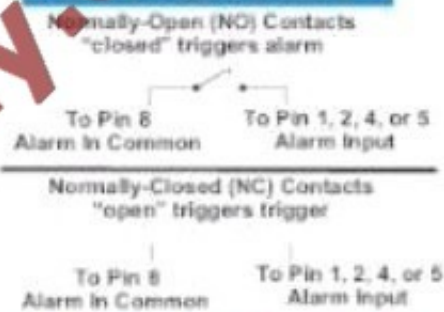 Normally-Open (NO) Contacts
"closed" triggers alarm
To Pin 8
Alarm In Common
To Pin 1, 2, 4, or 5
Alarm Input
Normally-Closed (NC) Contacts
"open" triggers trigger
To Pin 8
Alarm In Common
To Pin 1, 2, 4, or 5
Alarm Input